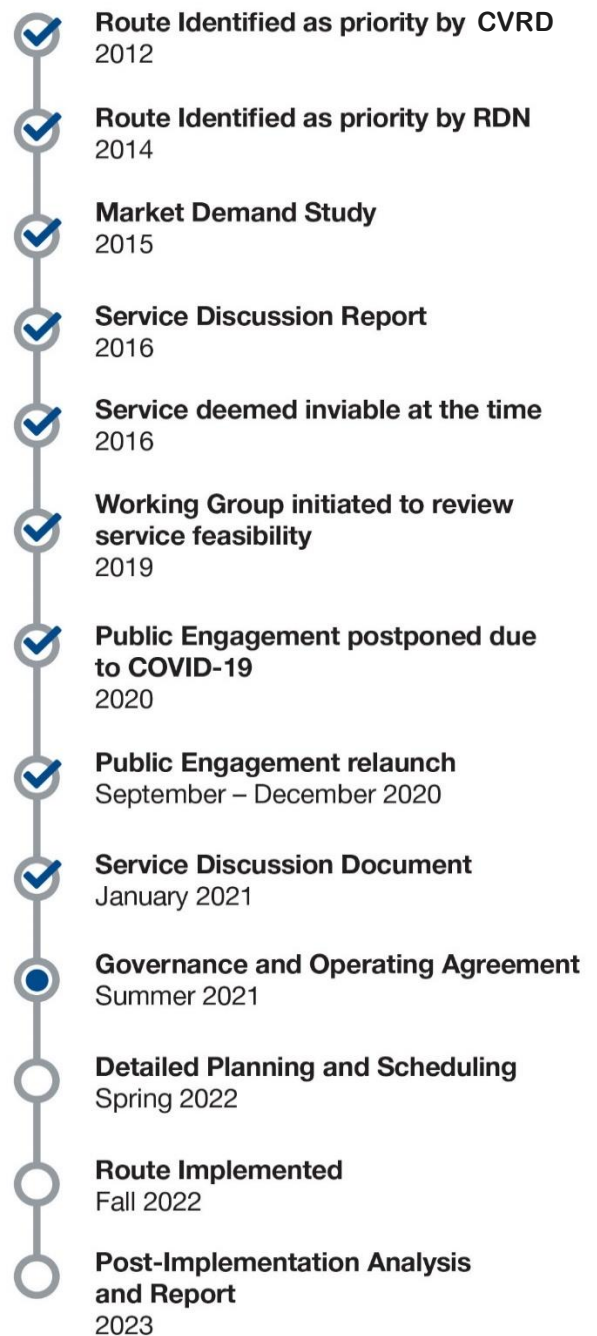 Route Identified as priority by CVRD
2012
Route Identified as priority by RDN
2014
Market Demand Study
2015
Service Discussion Report
2016
Service deemed inviable at the time
2016
Working Group initiated to review
service feasibility
2019
Public Engagement postponed due
to COVID-19
2020
Public Engagement relaunch
September – December 2020
Service Discussion Document
January 2021
Governance and Operating Agreement
Summer 2021
Detailed Planning and Scheduling
Spring 2022
Route Implemented
Fall 2022
Post-Implementation Analysis
and Report
2023